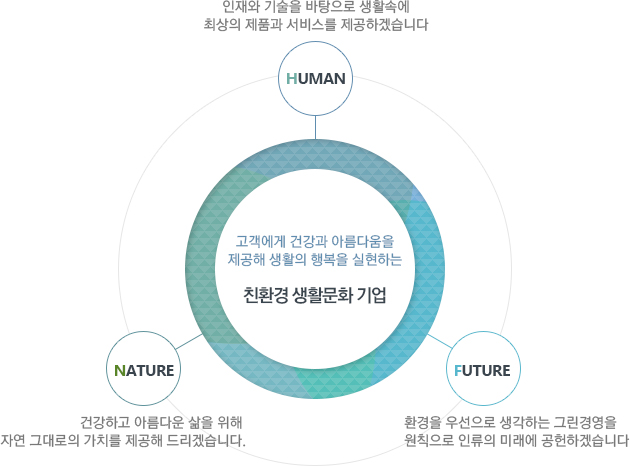 인재와 기술을 바탕으로 생활속에
최상의 제품과 서비스를 제공하겠습니다
HUMAN
고객에게 건강과 아름다움을
제공해 생활의 행복을 실현하는
친환경 생활문화 기업
NATURE
건강하고 아름다운 삶을 위해
자연 그대로의 가치를 제공해 드리겠습니다.
FUTURE
환경을 우선으로 생각하는 그린경영을
원칙으로 인류의 미래에 공헌하겠습니다